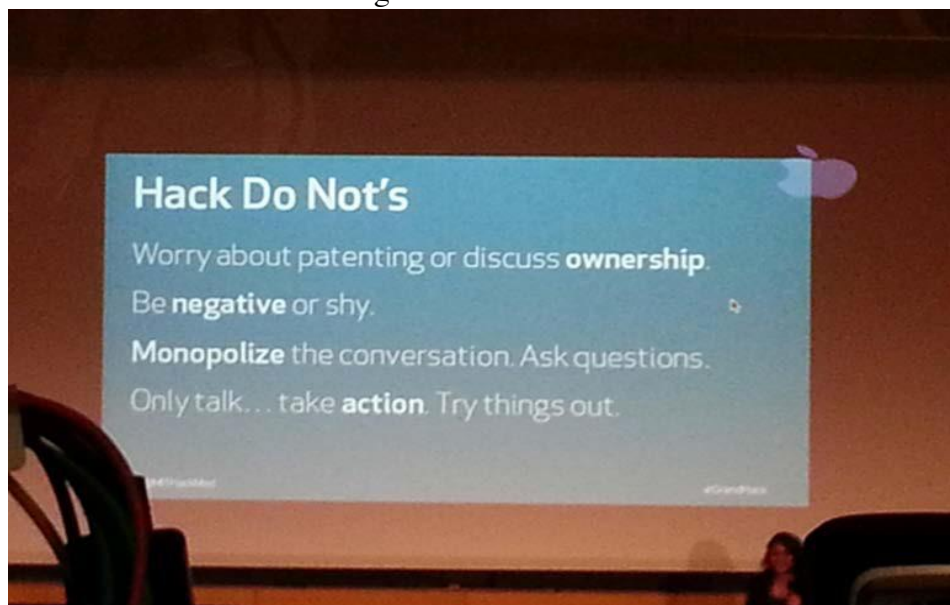 Hack Do Not's
Worry about patenting or discuss ownership.
Be negative or shy.
Monopolize the conversation. Ask questions.
Only talk... take action. Try things out.
#GrandHack